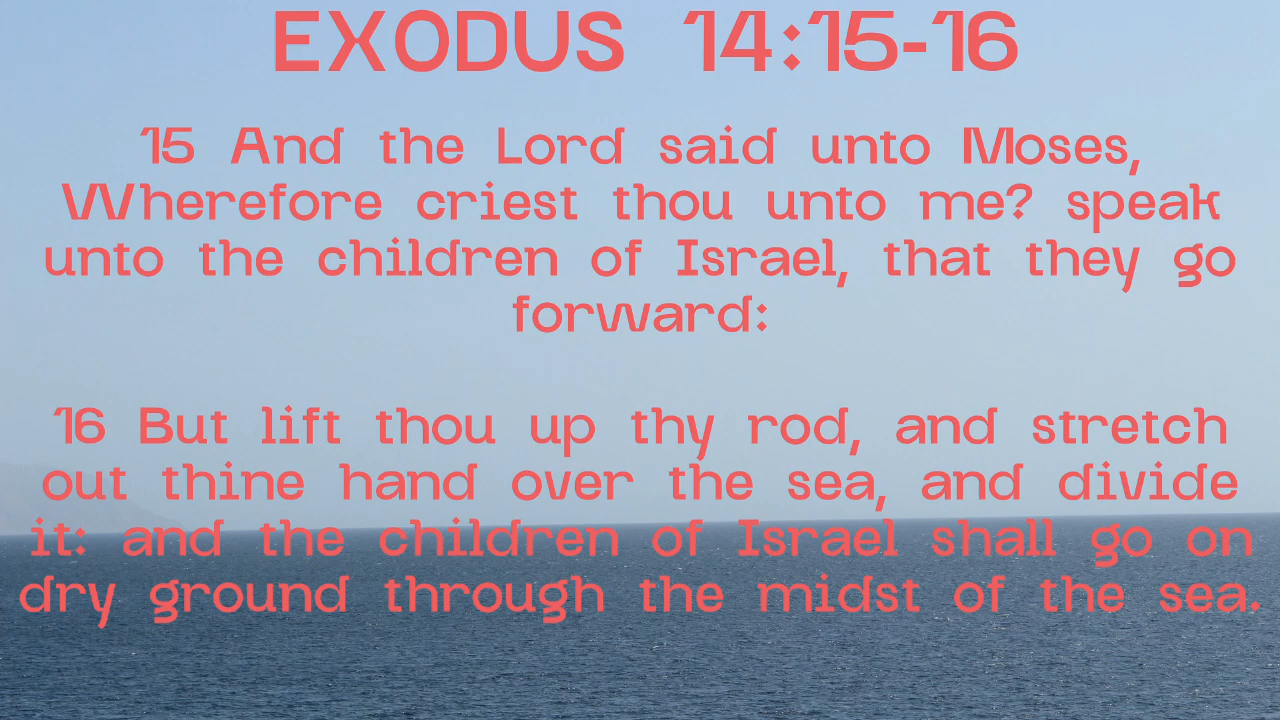 EXODUS 14:15-16
15 And the Lord said unto Moses,
Wherefore criest thou unto me? speak
unto the children of Israel, that they go
forward:
16 But lift thou up thy rod, and stretch
out thine hand over the sea, and divide
it: and the children of Israel shall go on
dry ground through the midst of the sea.